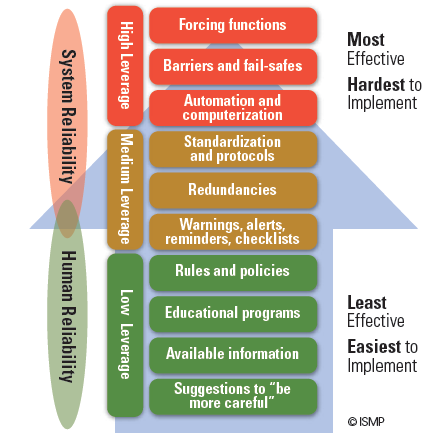 System Reliability
Human Reliability
High Leverage
Medium Leverage
Low Leverage
Forcing functions
Barriers and fail-safes
Automation and
computerization
Standardization
and protocols
Redundancies
Warnings, alerts,
reminders, checklists
Rules and policies
Educational programs
Available information
Suggestions to “be
more careful”
Most
Effective
Hardest to
Implement
Least
Effective
Easiest to
Implement
© ISMP